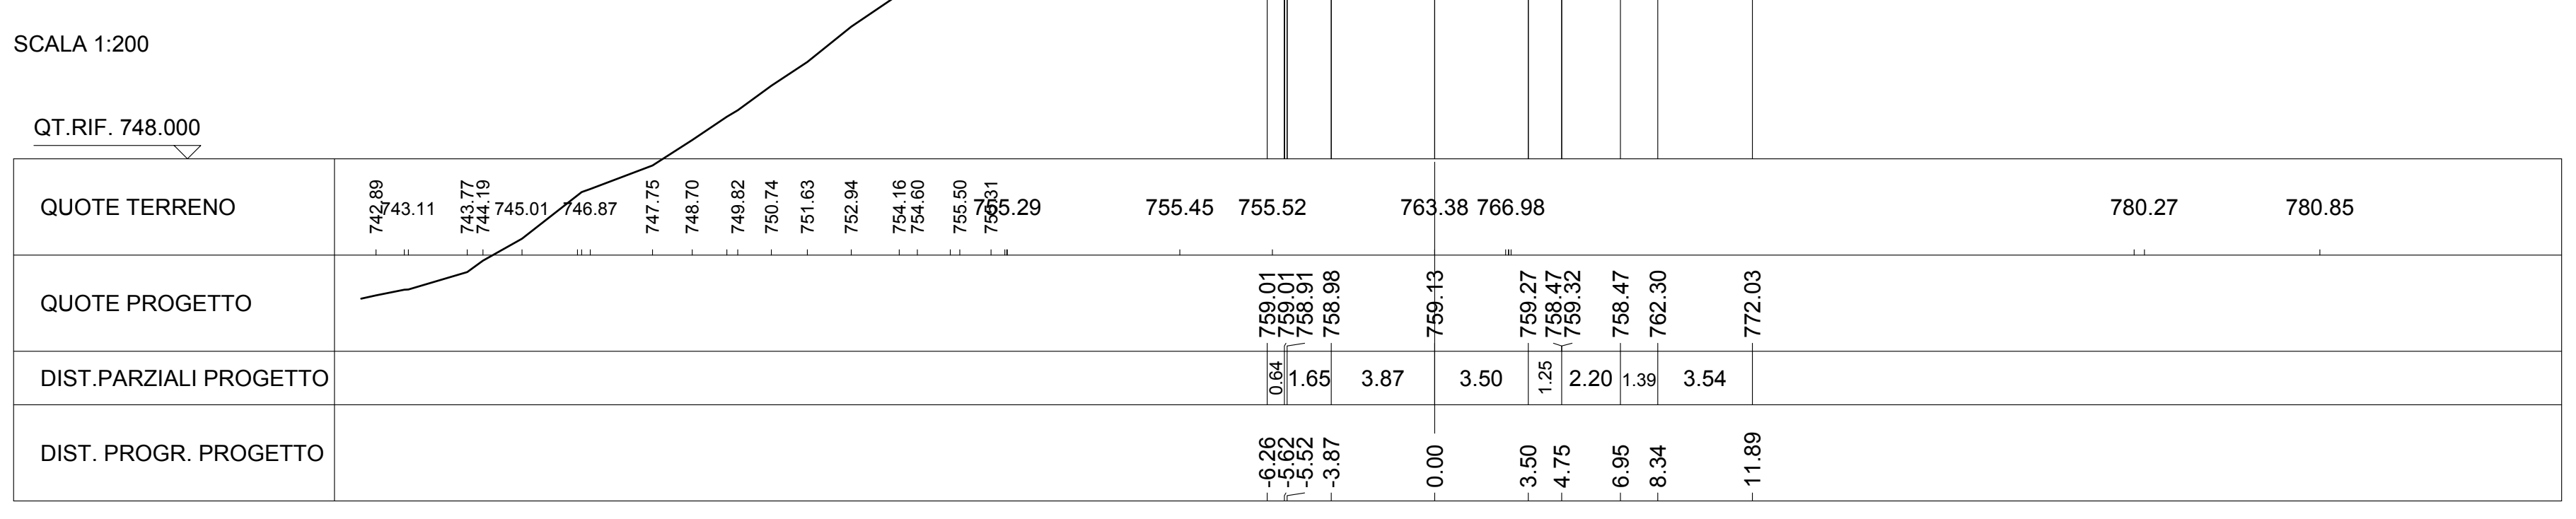 SCALA 1:200
QT.RIF. 748.000
QUOTE TERRENO 742.89 743.11 743.77 744.19 745.01 746.87 747.75 748.70 749.82 750.74 751.63 752.94 754.16 754.60 755.50 755.31 755.29 755.45 755.52 763.38 766.98 780.27 780.85
QUOTE PROGETTO 759.01 759.01 758.91 758.98 759.13 759.27 758.47 759.32 758.47 762.30 772.03
DIST.PARZIALI PROGETTO 0.64 1.65 3.87 3.50 1.25 2.20 1.39 3.54
DIST. PROGR. PROGETTO -6.26 -5.62 -5.52 -3.87 0.00 3.50 4.75 6.95 8.34 11.89